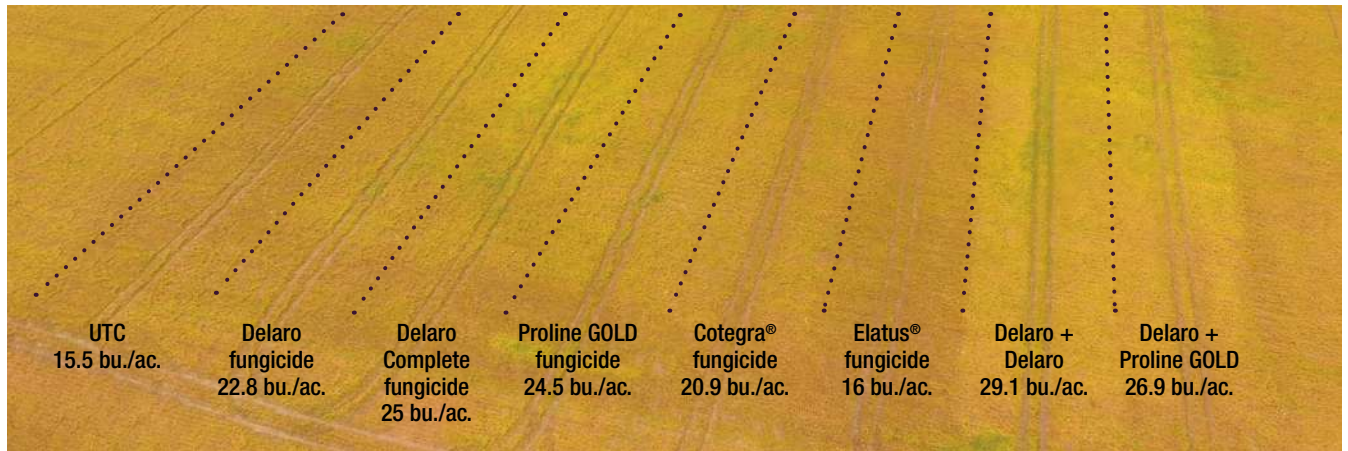 UTC
15.5 bu./ac.
Delaro
fungicide
22.8 bu./ac.
Delaro
Complete
fungicide
25 bu./ac.
Proline GOLD
fungicide
24.5 bu./ac.
Cotegra®
fungicide
20.9 bu./ac.
Elatus®
fungicide
16 bu./ac.
Delaro +
Delaro
29.1 bu./ac.
Delaro +
Proline GOLD
26.9 bu./ac.